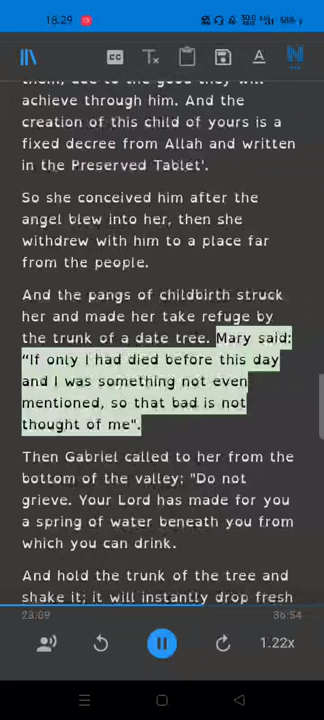 18.29
58%
CC
achieve through him. And the
creation of this child of yours is a
fixed decree from Allah and written
in the Preserved Tablet'.
So she conceived him after the
angel blew into her, then she
withdrew with him to a place far
from the people.
And the pangs of childbirth struck
her and made her take refuge by
the trunk of a date tree. Mary said:
“If only I had died before this day
and I was something not even
mentioned, so that bad is not
thought of me".
Then Gabriel called to her from the
bottom of the valley: "Do not
grieve. Your Lord has made for you
a spring of water beneath you from
which you can drink.
And hold the trunk of the tree and
shake it; it will instantly drop fresh
23:09
36:54
1.22x